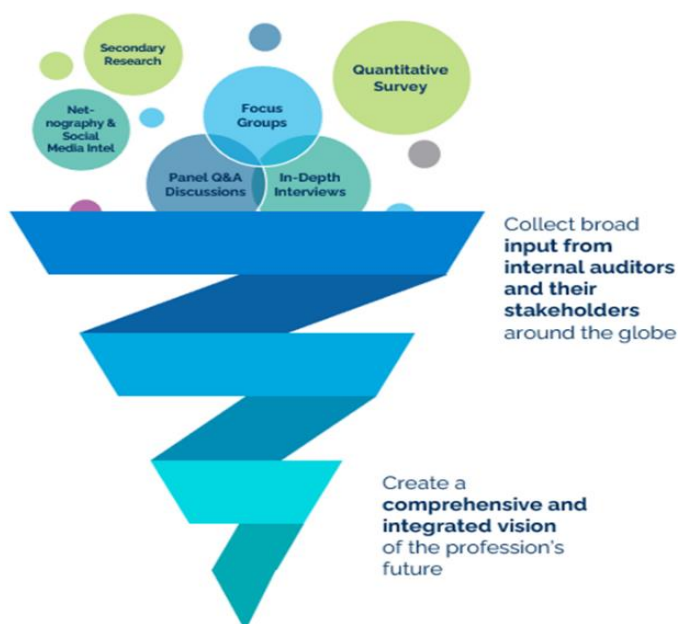 Secondary
Research
Quantitative
Survey
Net-
nography &
Social
Media Intel
Focus
Groups
Panel Q&A
Discussions
In-Depth
Interviews
Collect broad
input from
internal auditors
and their
stakeholders
around the globe
Create a
comprehensive and
integrated vision
of the profession's
future